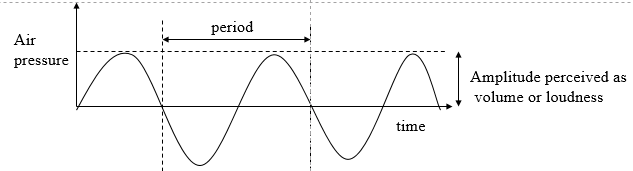 period
Air
pressure
Amplitude perceived as
volume or loudness
time